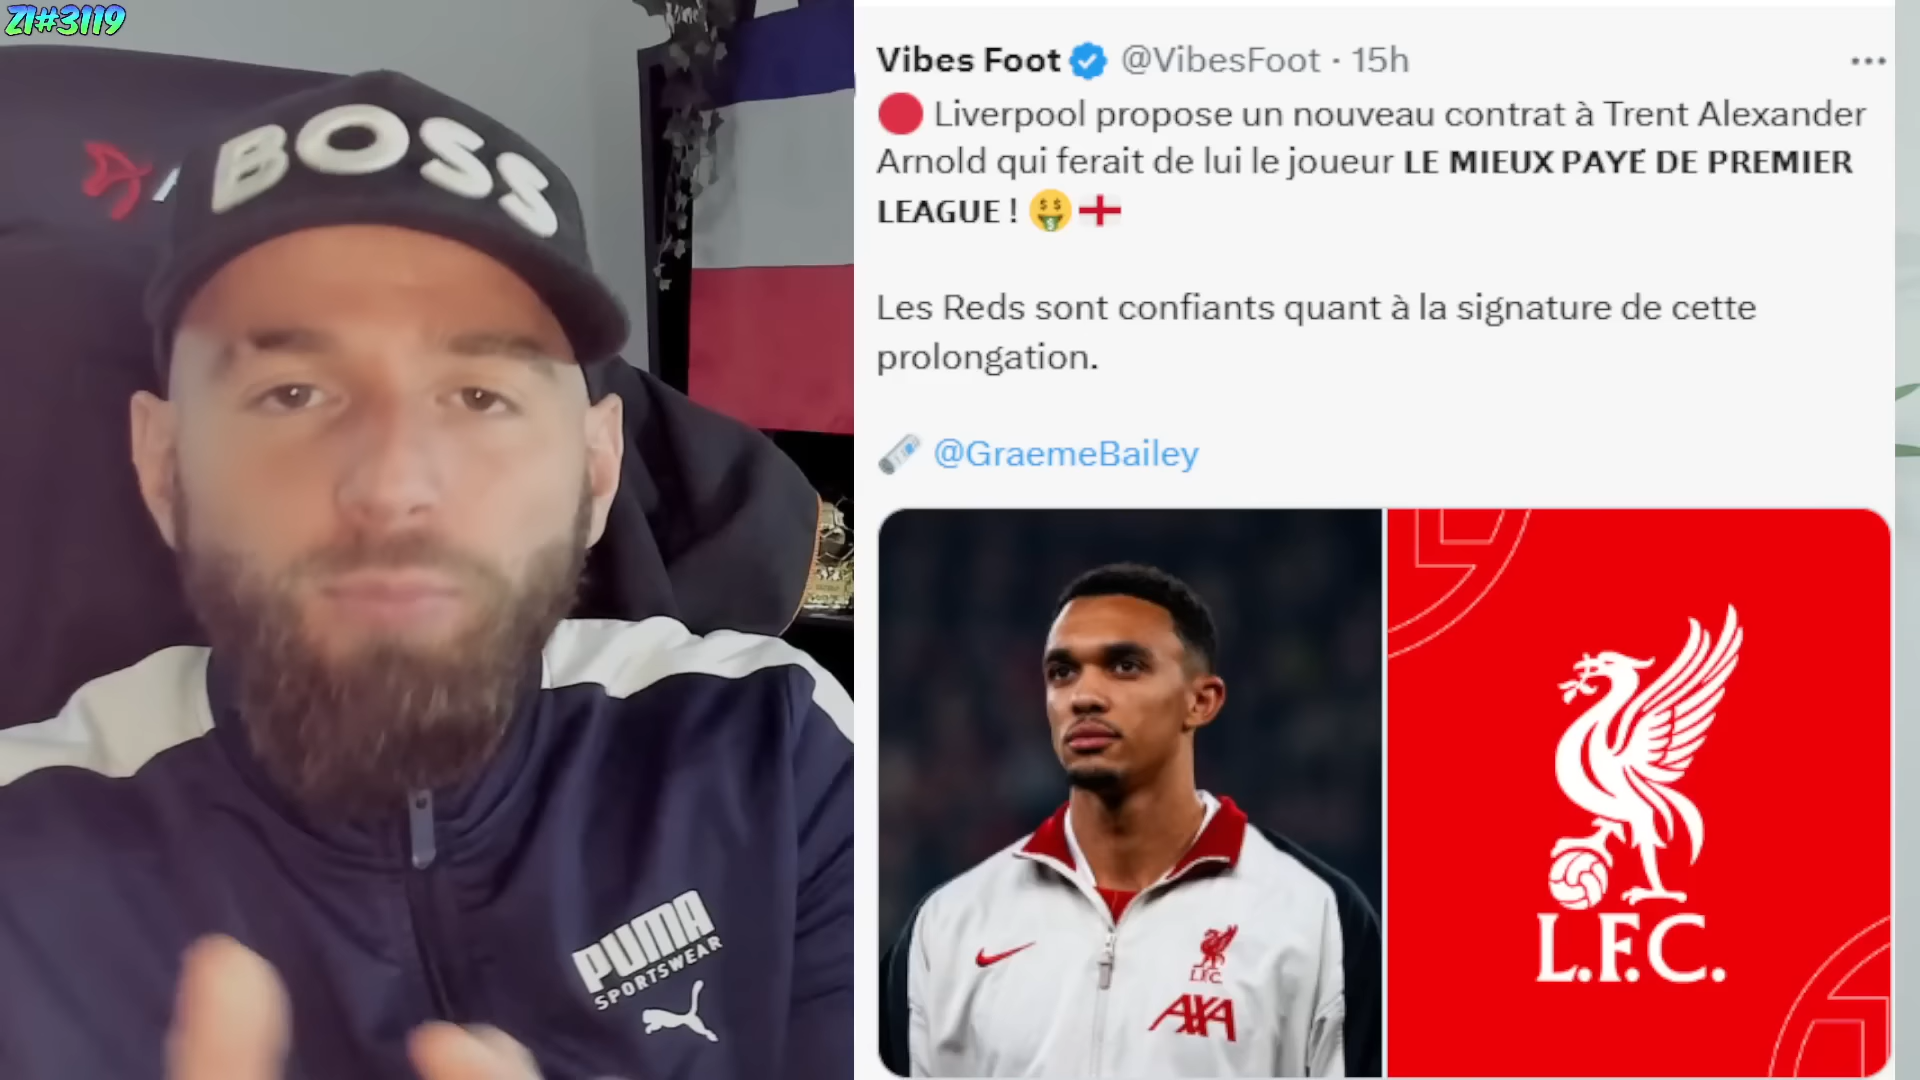 Z1#3119
BOSS
PUMA
SPORTSWEAR
Vibes Foot @VibesFoot · 15h
🔴 Liverpool propose un nouveau contrat à Trent Alexander
Arnold qui ferait de lui le joueur LE MIEUX PAYÉ DE PREMIER
LEAGUE ! 🤑🏴󠁧󠁢󠁥󠁮󠁧󠁿
Les Reds sont confiants quant à la signature de cette
prolongation.
🗞️ @GraemeBailey
L.F.C.
AXA
L.F.C.